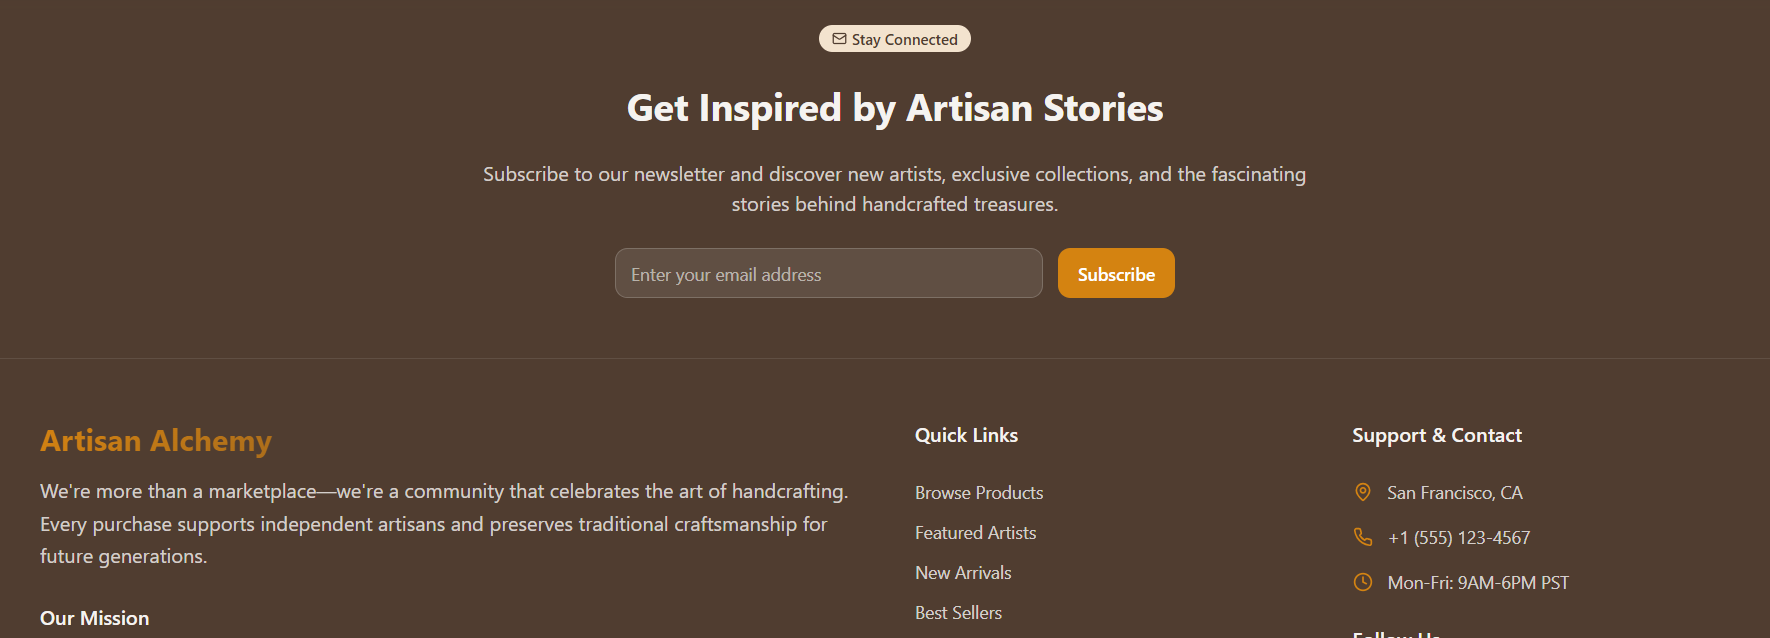 Stay Connected
Get Inspired by Artisan Stories
Subscribe to our newsletter and discover new artists, exclusive collections, and the fascinating
stories behind handcrafted treasures.
Enter your email address
Subscribe
Artisan Alchemy
We're more than a marketplace—we're a community that celebrates the art of handcrafting.
Every purchase supports independent artisans and preserves traditional craftsmanship for
future generations.
Our Mission
Quick Links
Browse Products
Featured Artists
New Arrivals
Best Sellers
Support & Contact
San Francisco, CA
+1 (555) 123-4567
Mon-Fri: 9AM-6PM PST
Follow Us